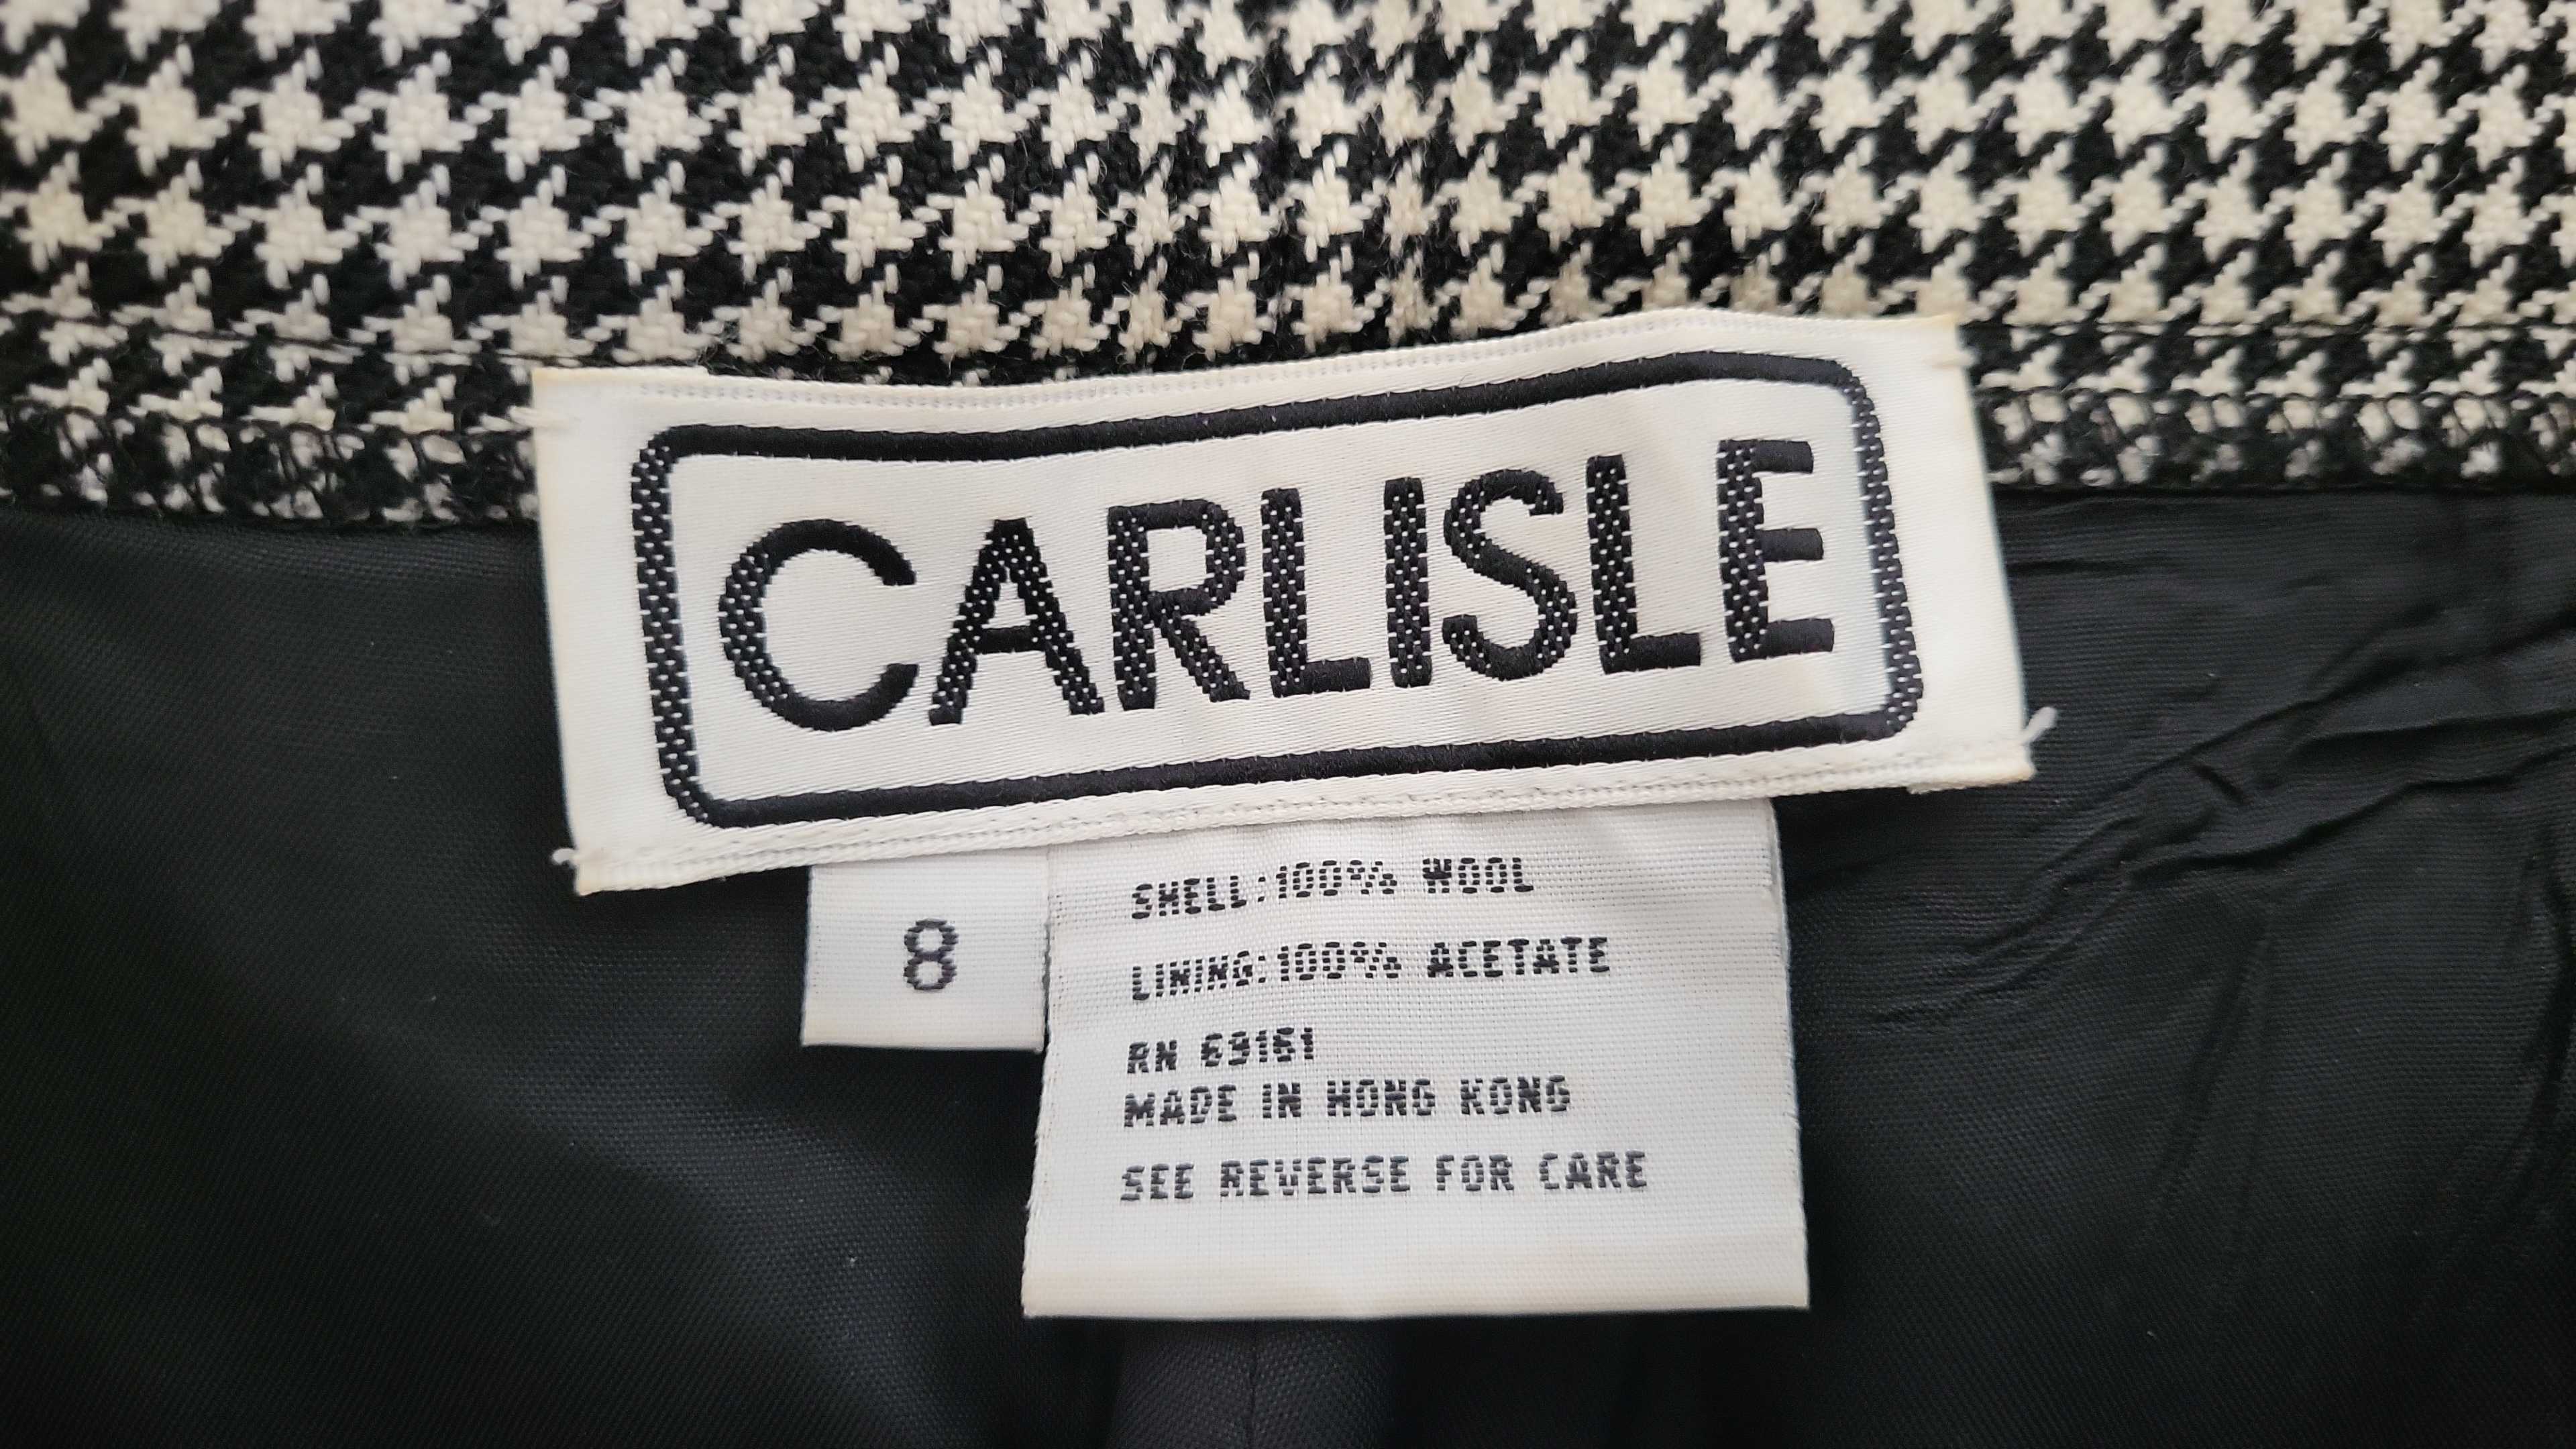 CARLISLE
8
SHELL:100% WOOL
LINING:100% ACETATE
RN 69161
MADE IN HONG KONG
SEE REVERSE FOR CARE